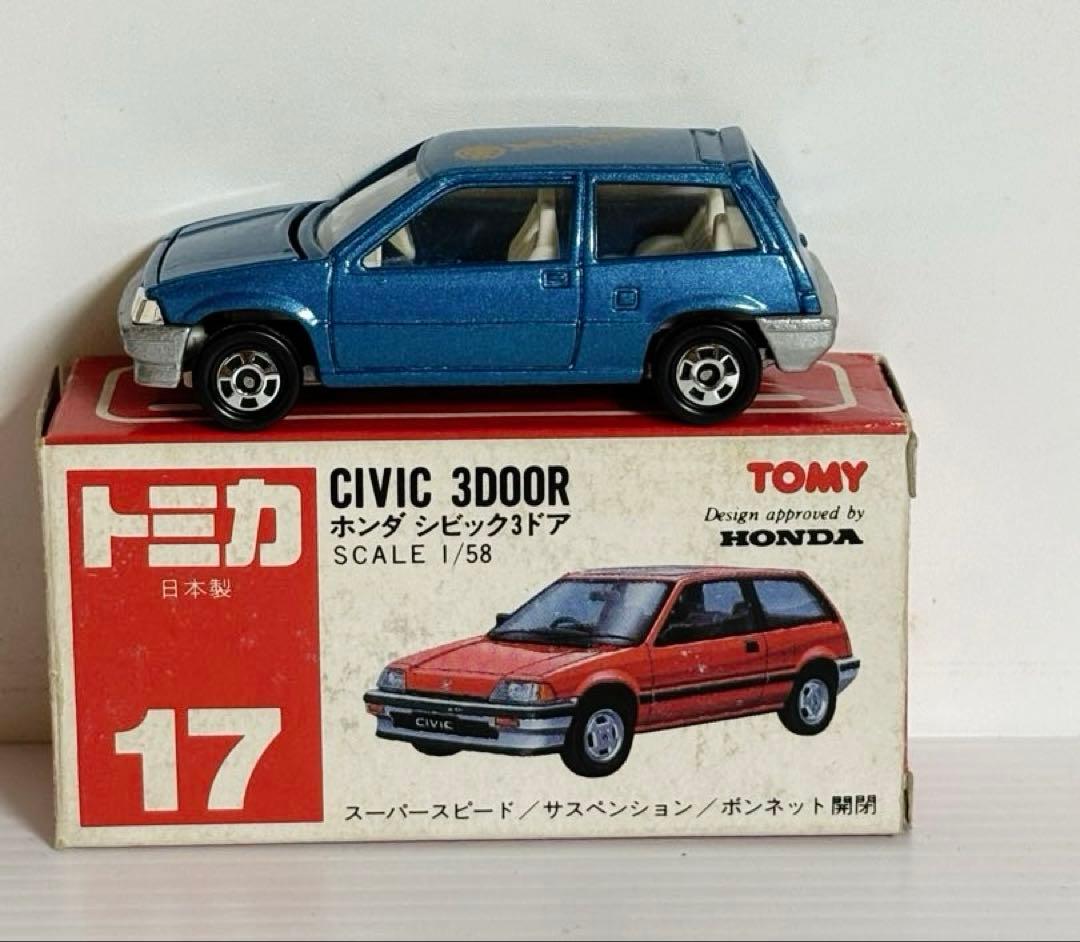 トミカ
日本製
17
CIVIC 3DOOR
ホンダ シビック3ドア
SCALE 1/58
TOMY
Design approved by
HONDA
CIVIC
スーパースピード/サスペンション/ボンネット開閉